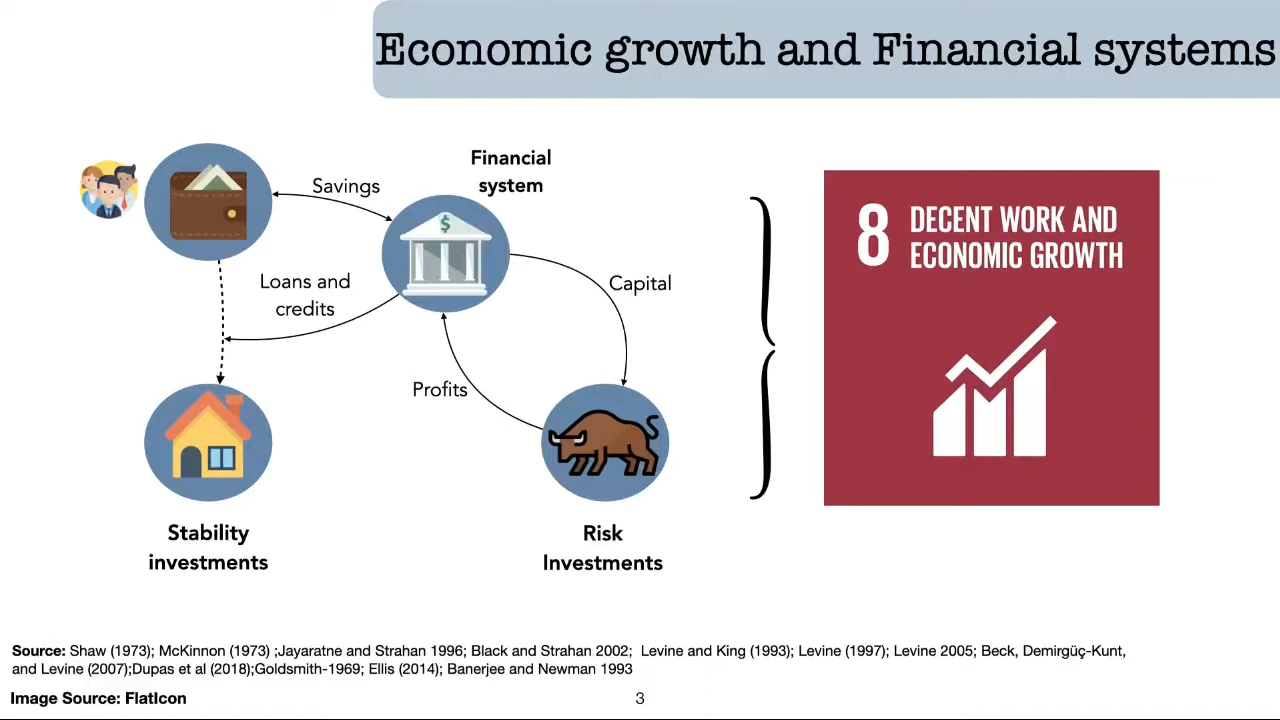 Economic growth and Financial systems
Financial
system
Savings
$
Loans and
credits
Capital
Profits
Stability
investments
Risk
Investments
8 DECENT WORK AND
ECONOMIC GROWTH
Source: Shaw (1973); McKinnon (1973) ;Jayaratne and Strahan 1996; Black and Strahan 2002;  Levine and King (1993); Levine (1997); Levine 2005; Beck, Demirgüç-Kunt,
and Levine (2007);Dupas et al (2018);Goldsmith-1969; Ellis (2014); Banerjee and Newman 1993
Image Source: FlatIcon
3